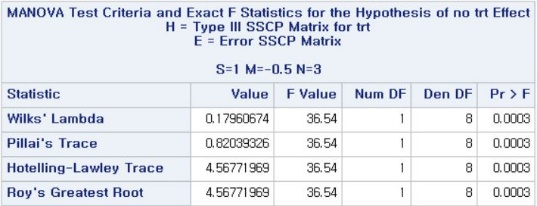 MANOVA Test Criteria and Exact F Statistics for the Hypothesis of no trt Effect
H = Type III SSCP Matrix for trt
E = Error SSCP Matrix
S=1 M=-0.5 N=3
Statistic Value F Value Num DF Den DF Pr > F
Wilks' Lambda 0.17960674 36.54 1 8 0.0003
Pillai's Trace 0.82039326 36.54 1 8 0.0003
Hotelling-Lawley Trace 4.56771969 36.54 1 8 0.0003
Roy's Greatest Root 4.56771969 36.54 1 8 0.0003